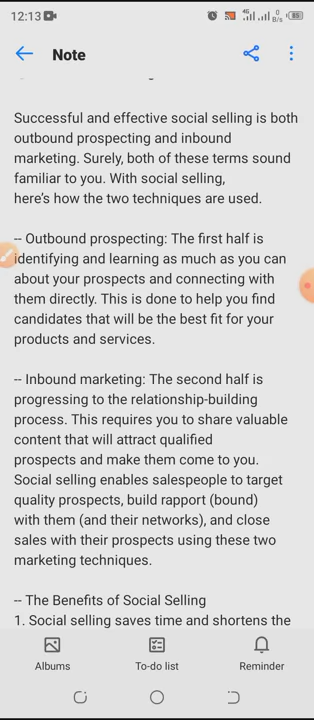 12:13
4G
0
B/s
85
Note
Successful and effective social selling is both
outbound prospecting and inbound
marketing. Surely, both of these terms sound
familiar to you. With social selling,
here's how the two techniques are used.
-- Outbound prospecting: The first half is
identifying and learning as much as you can
about your prospects and connecting with
them directly. This is done to help you find
candidates that will be the best fit for your
products and services.
-- Inbound marketing: The second half is
progressing to the relationship-building
process. This requires you to share valuable
content that will attract qualified
prospects and make them come to you.
Social selling enables salespeople to target
quality prospects, build rapport (bound)
with them (and their networks), and close
sales with their prospects using these two
marketing techniques.
-- The Benefits of Social Selling
1. Social selling saves time and shortens the
Albums
To-do list
Reminder